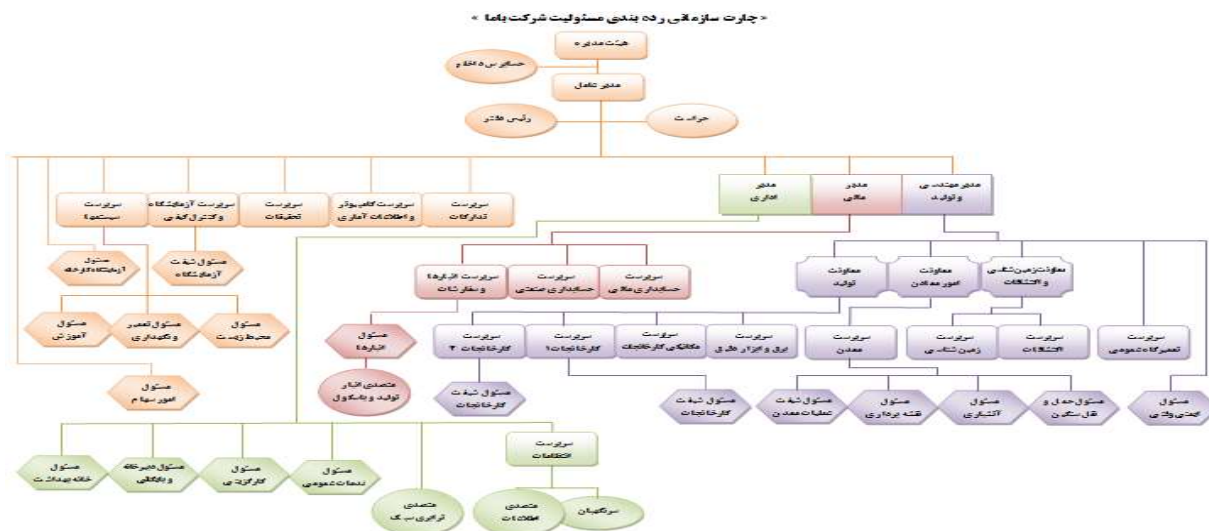 « چارت سازمانی رده بندی مسئولیت شرکت باما »
هیئت مدیره
حسابرس داخلی
مدیر عامل
رئیس دفتر
حراست
مدیر
اداری
مدیر
مالی
مدیر مهندسی
و تولید
سرپرست
سیستمها
سرپرست آزمایشگاه
و کنترل کیفی
سرپرست
تحقیقات
سرپرست کامپیوتر
و اطلاعات آماری
سرپرست
تدارکات
مسئول
آزمایشگاه کارخانه
مسئول شیفت
آزمایشگاه
سرپرست انبارها
و سفارشات
سرپرست
حسابداری صنعتی
سرپرست
حسابداری مالی
معاونت
تولید
معاونت
امور معادن
معاونت زمین شناسی
و اکتشافات
مسئول
آموزش
مسئول تعمیر
و نگهداری
مسئول
محیط زیست
مسئول
انبارها
سرپرست
کارخانجات ۲
سرپرست
کارخانجات ۱
سرپرست
مکانیکی کارخانجات
سرپرست
برق و ابزار دقیق
سرپرست
معدن
سرپرست
زمین شناسی
سرپرست
اکتشافات
سرپرست
تعمیرگاه عمومی
مسئول
امور سهام
متصدی انبار
تولید و باسکول
مسئول شیفت
کارخانجات
مسئول شیفت
کارخانجات
مسئول شیفت
عملیات معدن
مسئول
نقشه برداری
مسئول
آتشباری
مسئول حمل و
نقل سنگین
مسئول
ایمنی و فنی
مسئول
خانه بهداشت
مسئول دبیرخانه
و بایگانی
مسئول
کارگزینی
مسئول
خدمات عمومی
سرپرست
انتظامات
متصدی
ترابری سبک
متصدی
اطلاعات
سرنگهبان